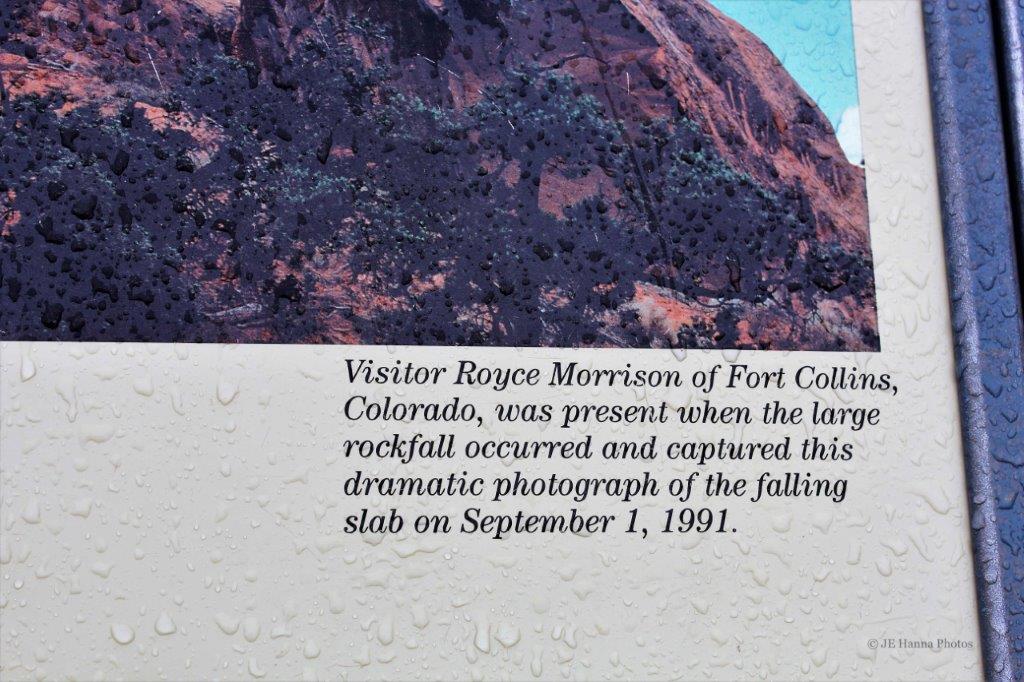 Visitor Royce Morrison of Fort Collins,
Colorado, was present when the large
rockfall occurred and captured this
dramatic photograph of the falling
slab on September 1, 1991.
© JE Hanna Photos